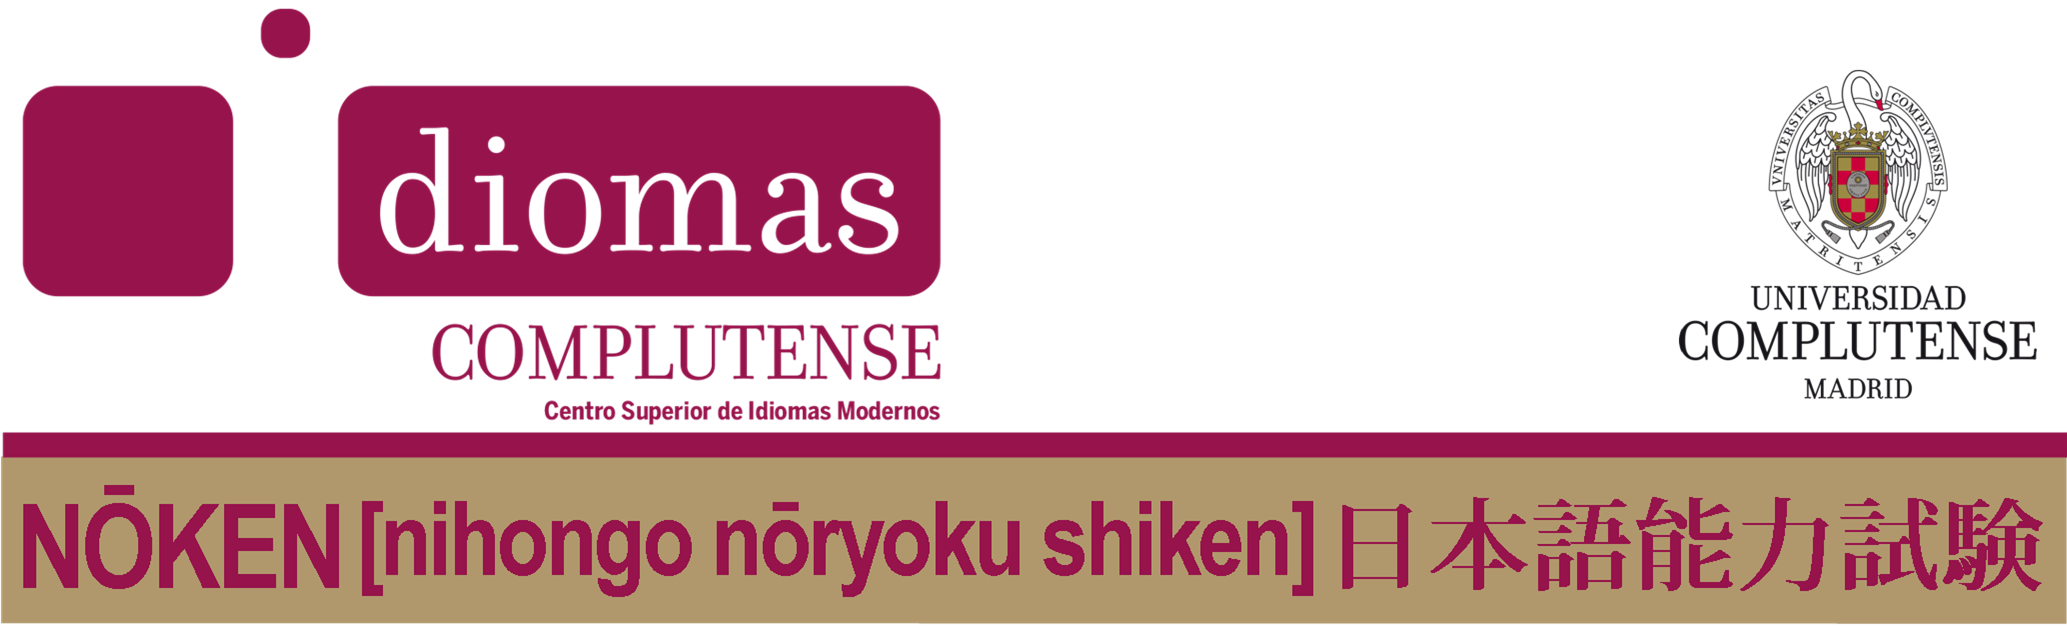 diomas
COMPLUTENSE
Centro Superior de Idiomas Modernos
VNIVERSITAS COMPLVTENSIS
MATRITENSIS
UNIVERSIDAD
COMPLUTENSE
MADRID
NŌKEN [nihongo nōryoku shiken] 日本語能力試験